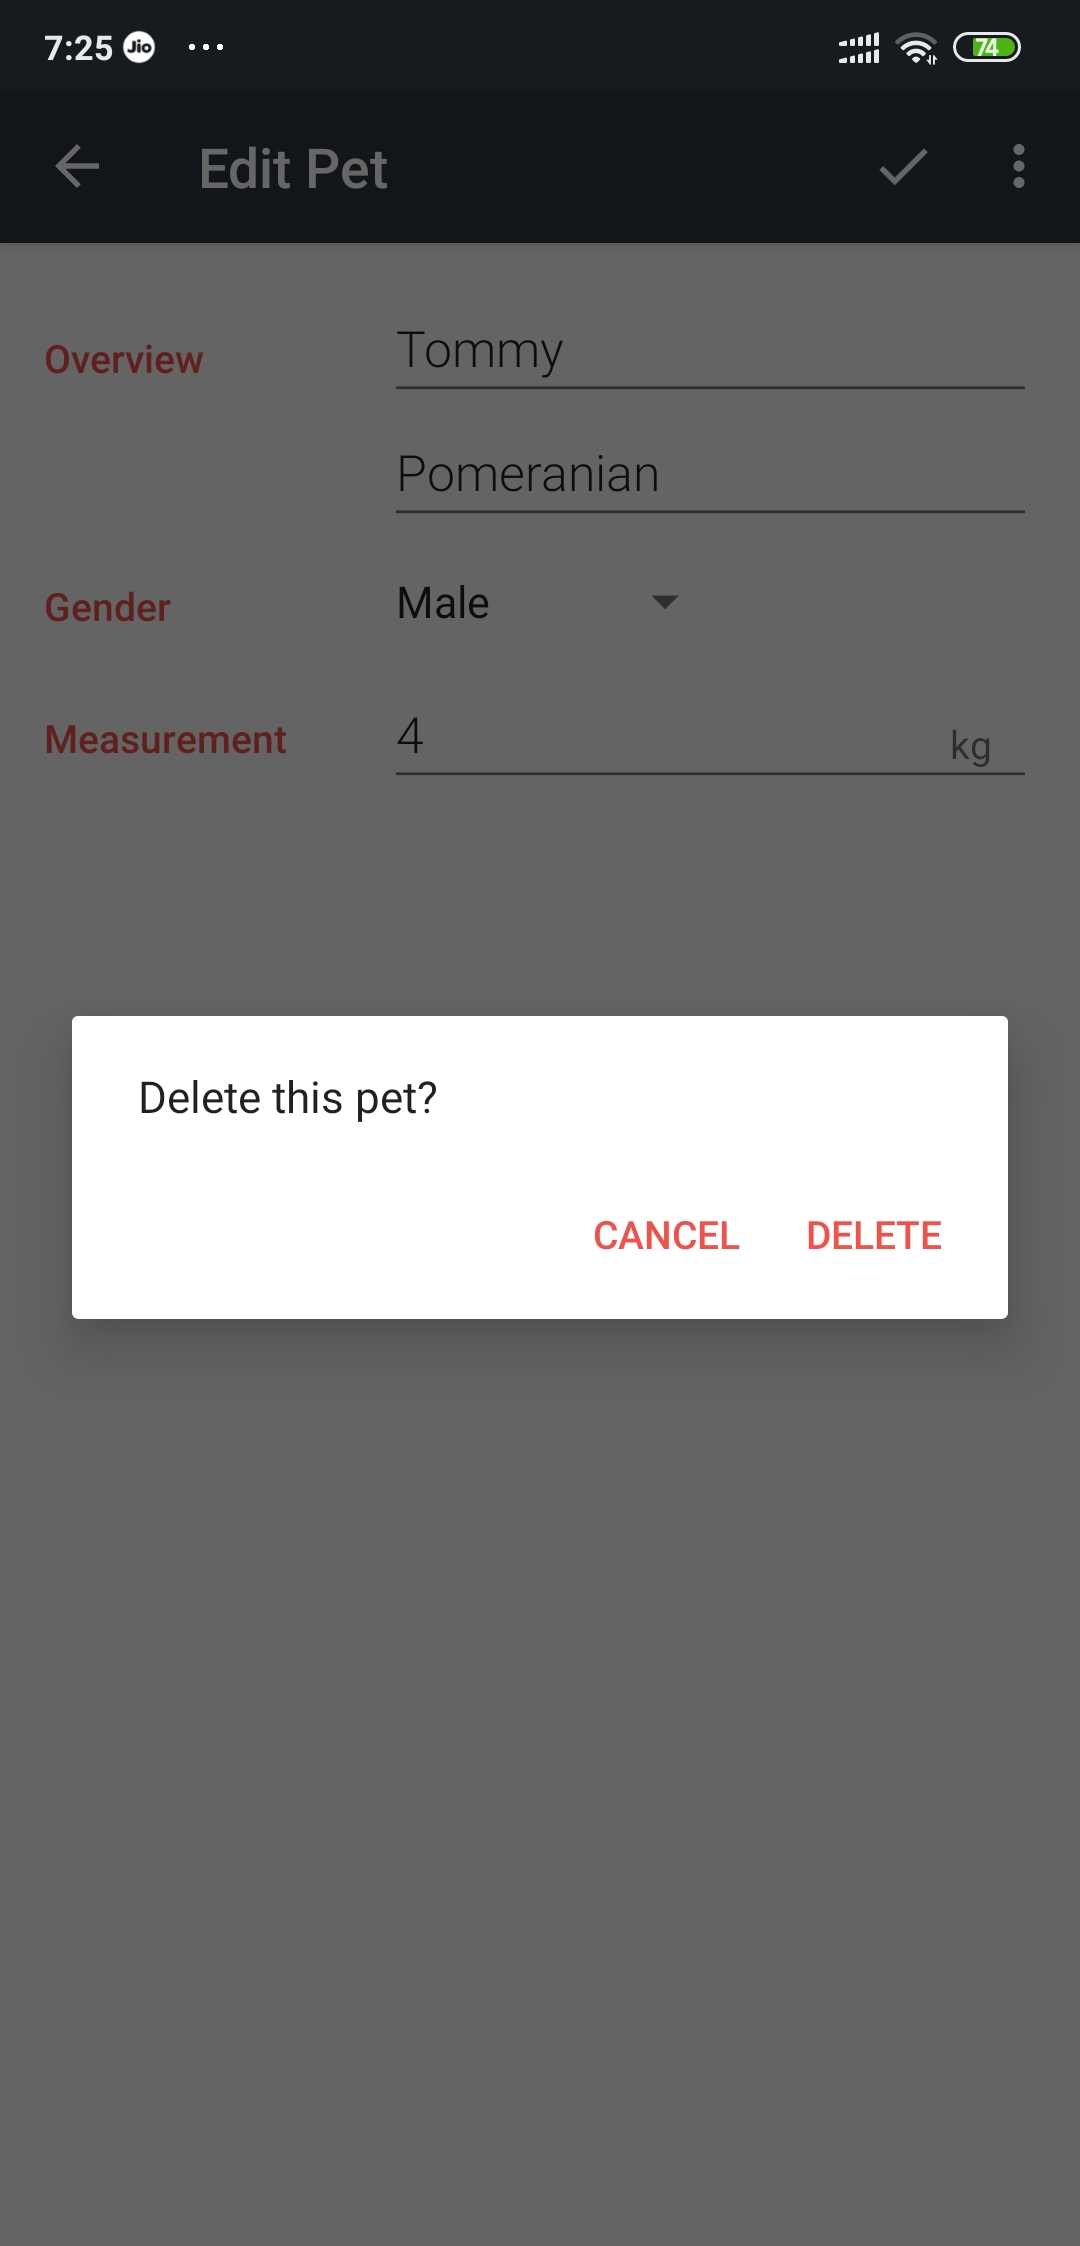 7:25 Jio ... 74
Edit Pet
Overview Tommy
Pomeranian
Gender Male
Measurement 4 kg
Delete this pet?
CANCEL DELETE